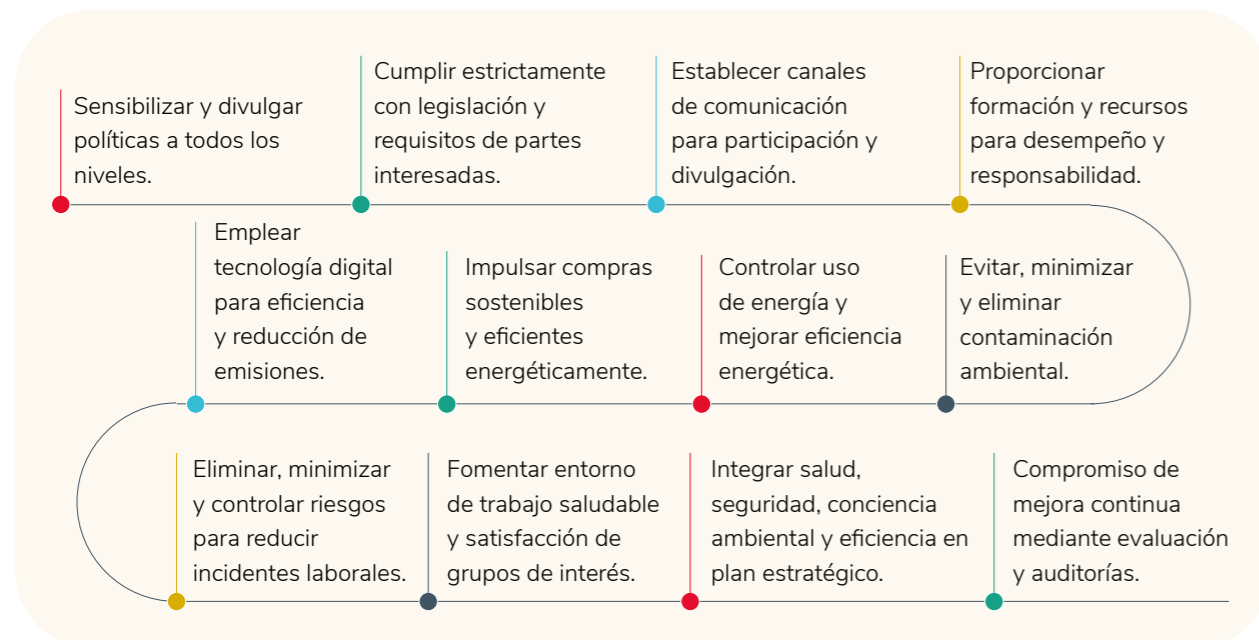 Sensibilizar y divulgar
políticas a todos los
niveles.
Cumplir estrictamente
con legislación y
requisitos de partes
interesadas.
Establecer canales
de comunicación
para participación y
divulgación.
Proporcionar
formación y recursos
para desempeño y
responsabilidad.
Evitar, minimizar
y eliminar
contaminación
ambiental.
Controlar uso
de energía y
mejorar eficiencia
energética.
Impulsar compras
sostenibles
y eficientes
energéticamente.
Emplear
tecnología digital
para eficiencia
y reducción de
emisiones.
Eliminar, minimizar
y controlar riesgos
para reducir
incidentes laborales.
Fomentar entorno
de trabajo saludable
y satisfacción de
grupos de interés.
Integrar salud,
seguridad, conciencia
ambiental y eficiencia en
plan estratégico.
Compromiso de
mejora continua
mediante evaluación
y auditorías.